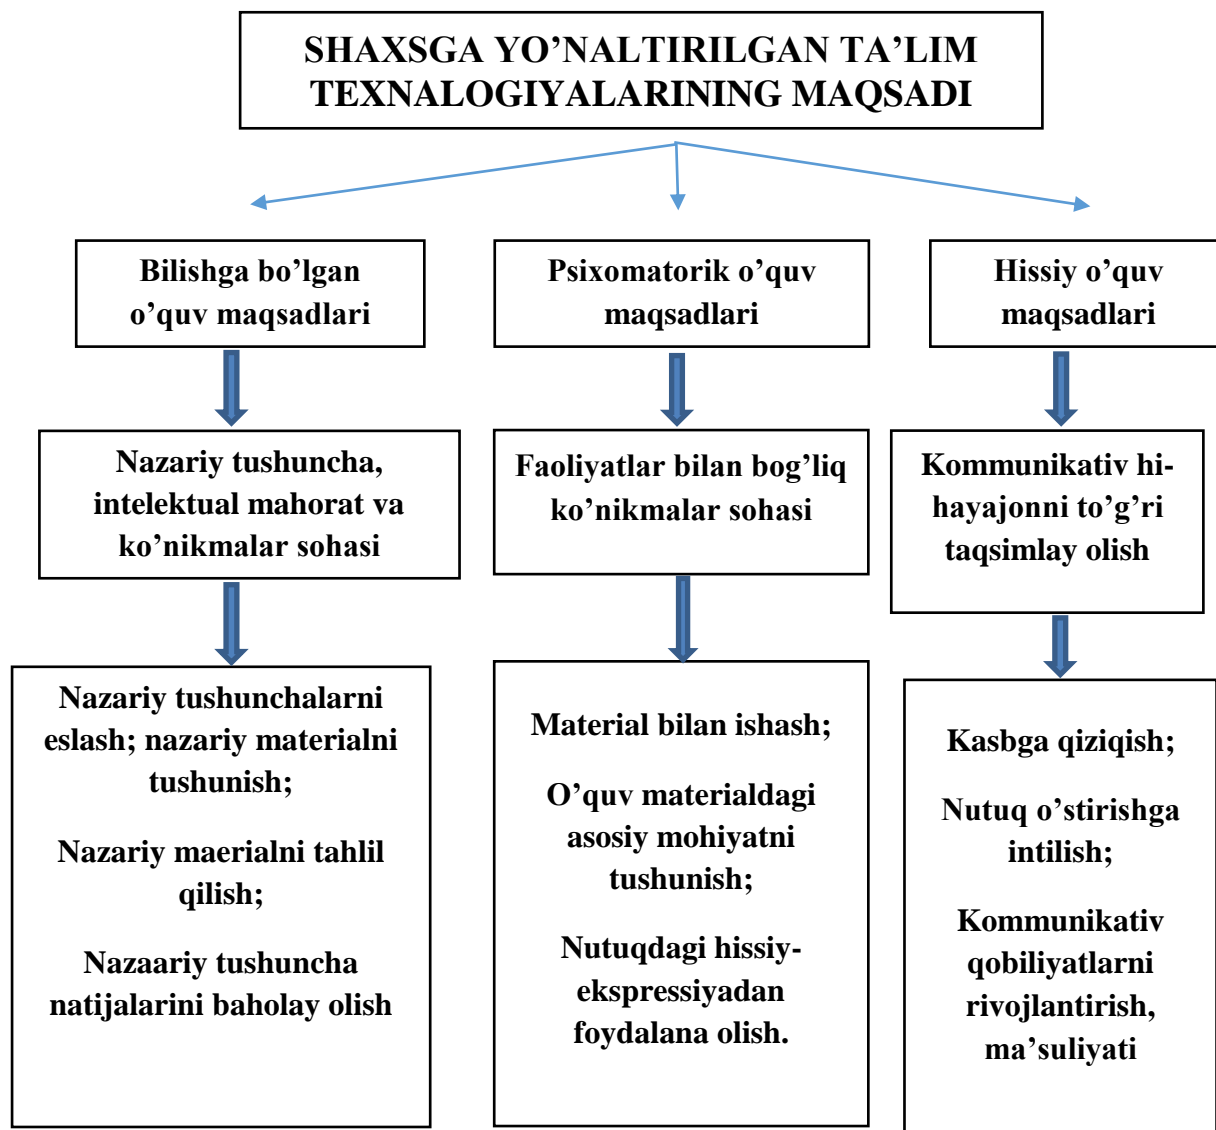 SHAXSGA YO’NALTIRILGAN TA’LIM
TEXNALOGIYALARINING MAQSADI
Bilishga bo’lgan
o’quv maqsadlari
Psixomatorik o’quv
maqsadlari
Hissiy o’quv
maqsadlari
Nazariy tushuncha,
intelektual mahorat va
ko’nikmalar sohasi
Faoliyatlar bilan bog’liq
ko’nikmalar sohasi
Kommunikativ hi-
hayajonni to’g’ri
taqsimlay olish
Nazariy tushunchalarni
eslash; nazariy materialni
tushunish;
Nazariy maerialni tahlil
qilish;
Nazaariy tushuncha
natijalarini baholay olish
Material bilan ishash;
O’quv materialdagi
asosiy mohiyatni
tushunish;
Nutuqdagi hissiy-
ekspressiyadan
foydalana olish.
Kasbga qiziqish;
Nutuq o’stirishga
intilish;
Kommunikativ
qobiliyatlarni
rivojlantirish,
ma’suliyati